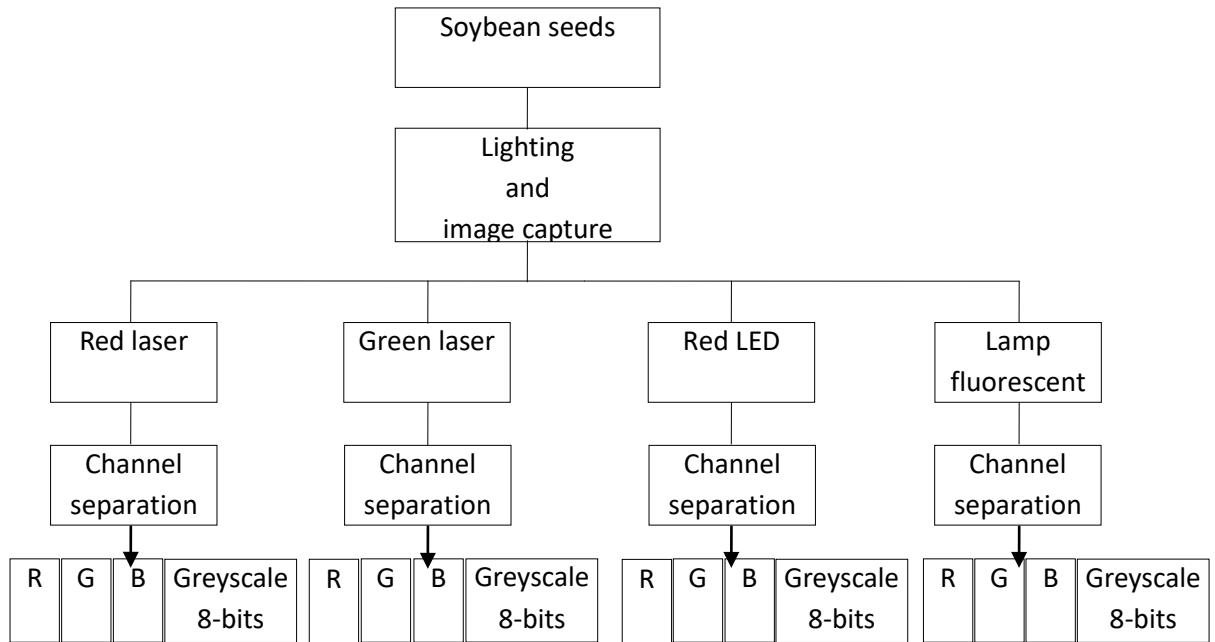 Soybean seeds
Lighting
and
image capture
Red laser
Green laser
Red LED
Lamp
fluorescent
Channel
separation
Channel
separation
Channel
separation
Channel
separation
R G B Greyscale
8-bits
R G B Greyscale
8-bits
R G B Greyscale
8-bits
R G B Greyscale
8-bits